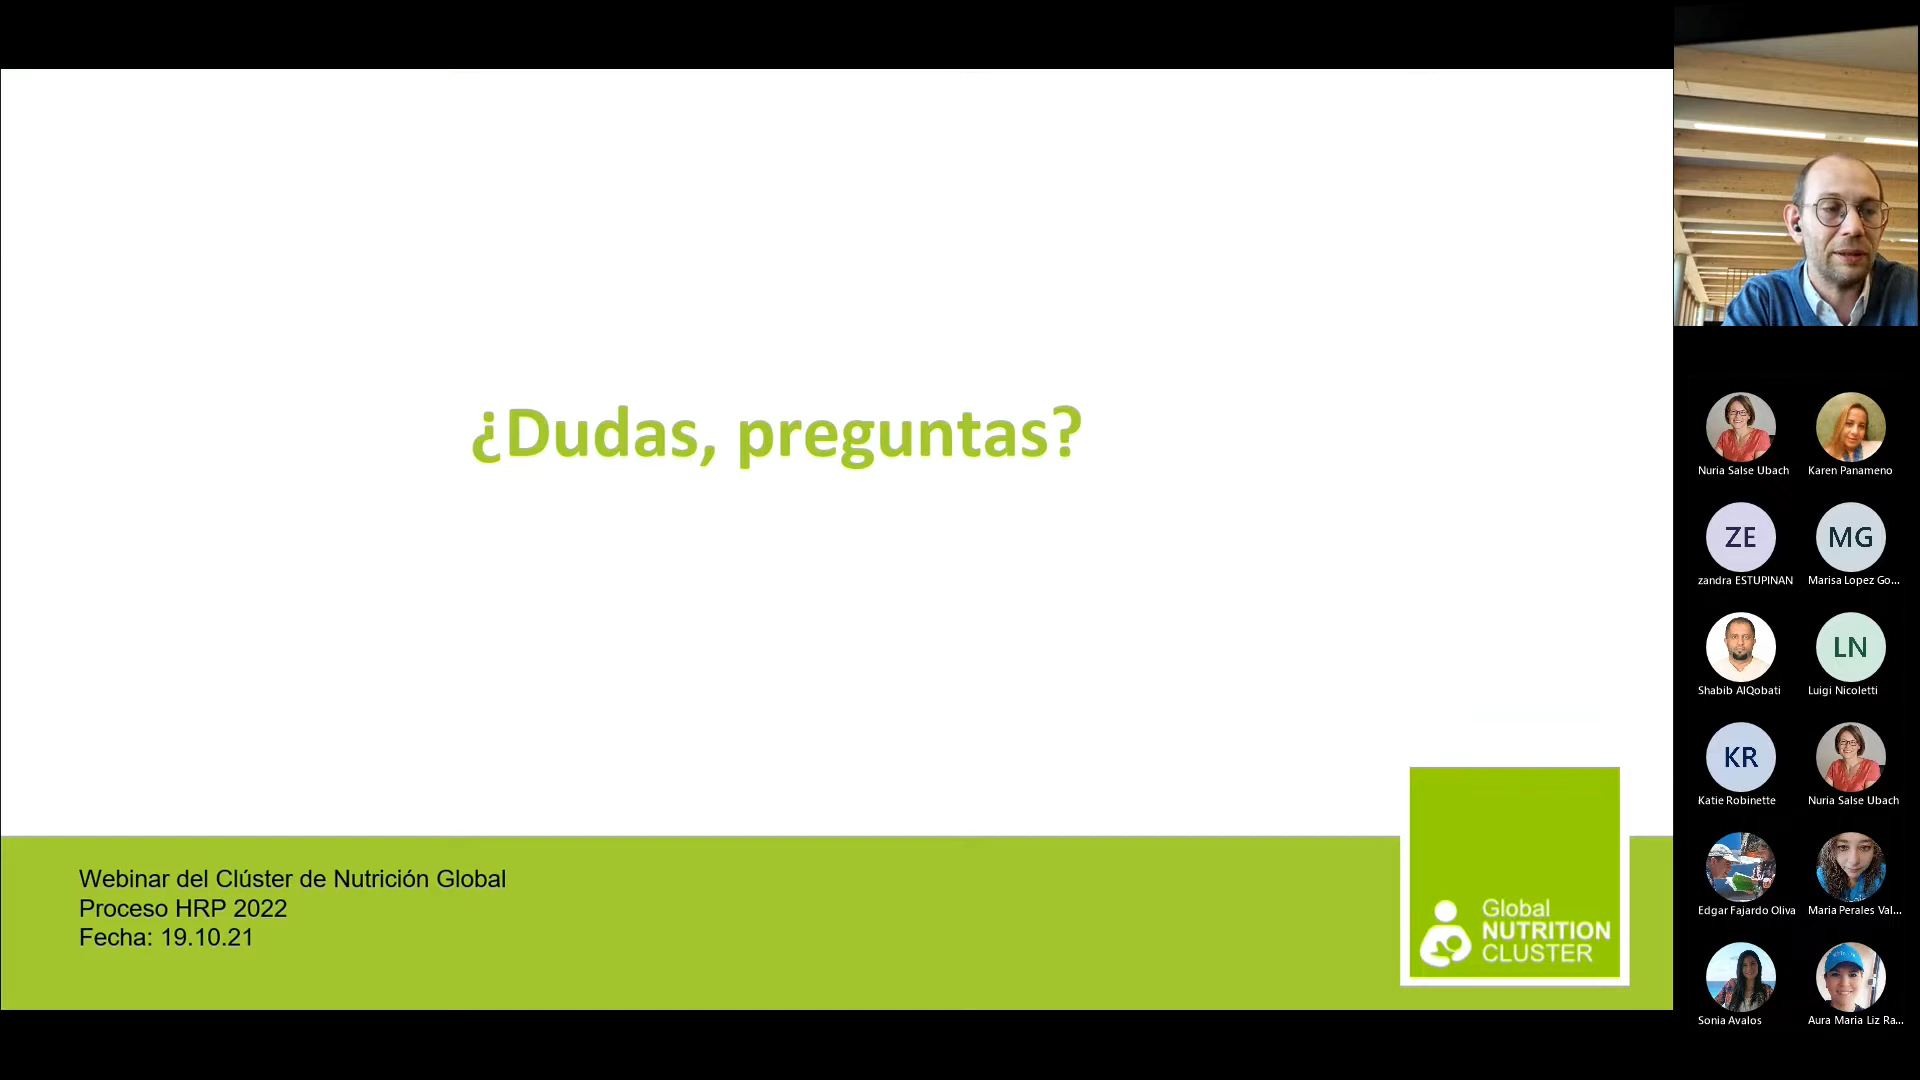 ¿Dudas, preguntas?
Webinar del Clúster de Nutrición Global
Proceso HRP 2022
Fecha: 19.10.21
Global
NUTRITION
CLUSTER
Nuria Salse Ubach
Karen Panameno
ZE
MG
zandra ESTUPINAN
Marisa Lopez Go...
LN
Shabib AlQobati
Luigi Nicoletti
KR
Katie Robinette
Nuria Salse Ubach
Edgar Fajardo Oliva
Maria Perales Val...
Sonia Avalos
Aura Maria Liz Ra...